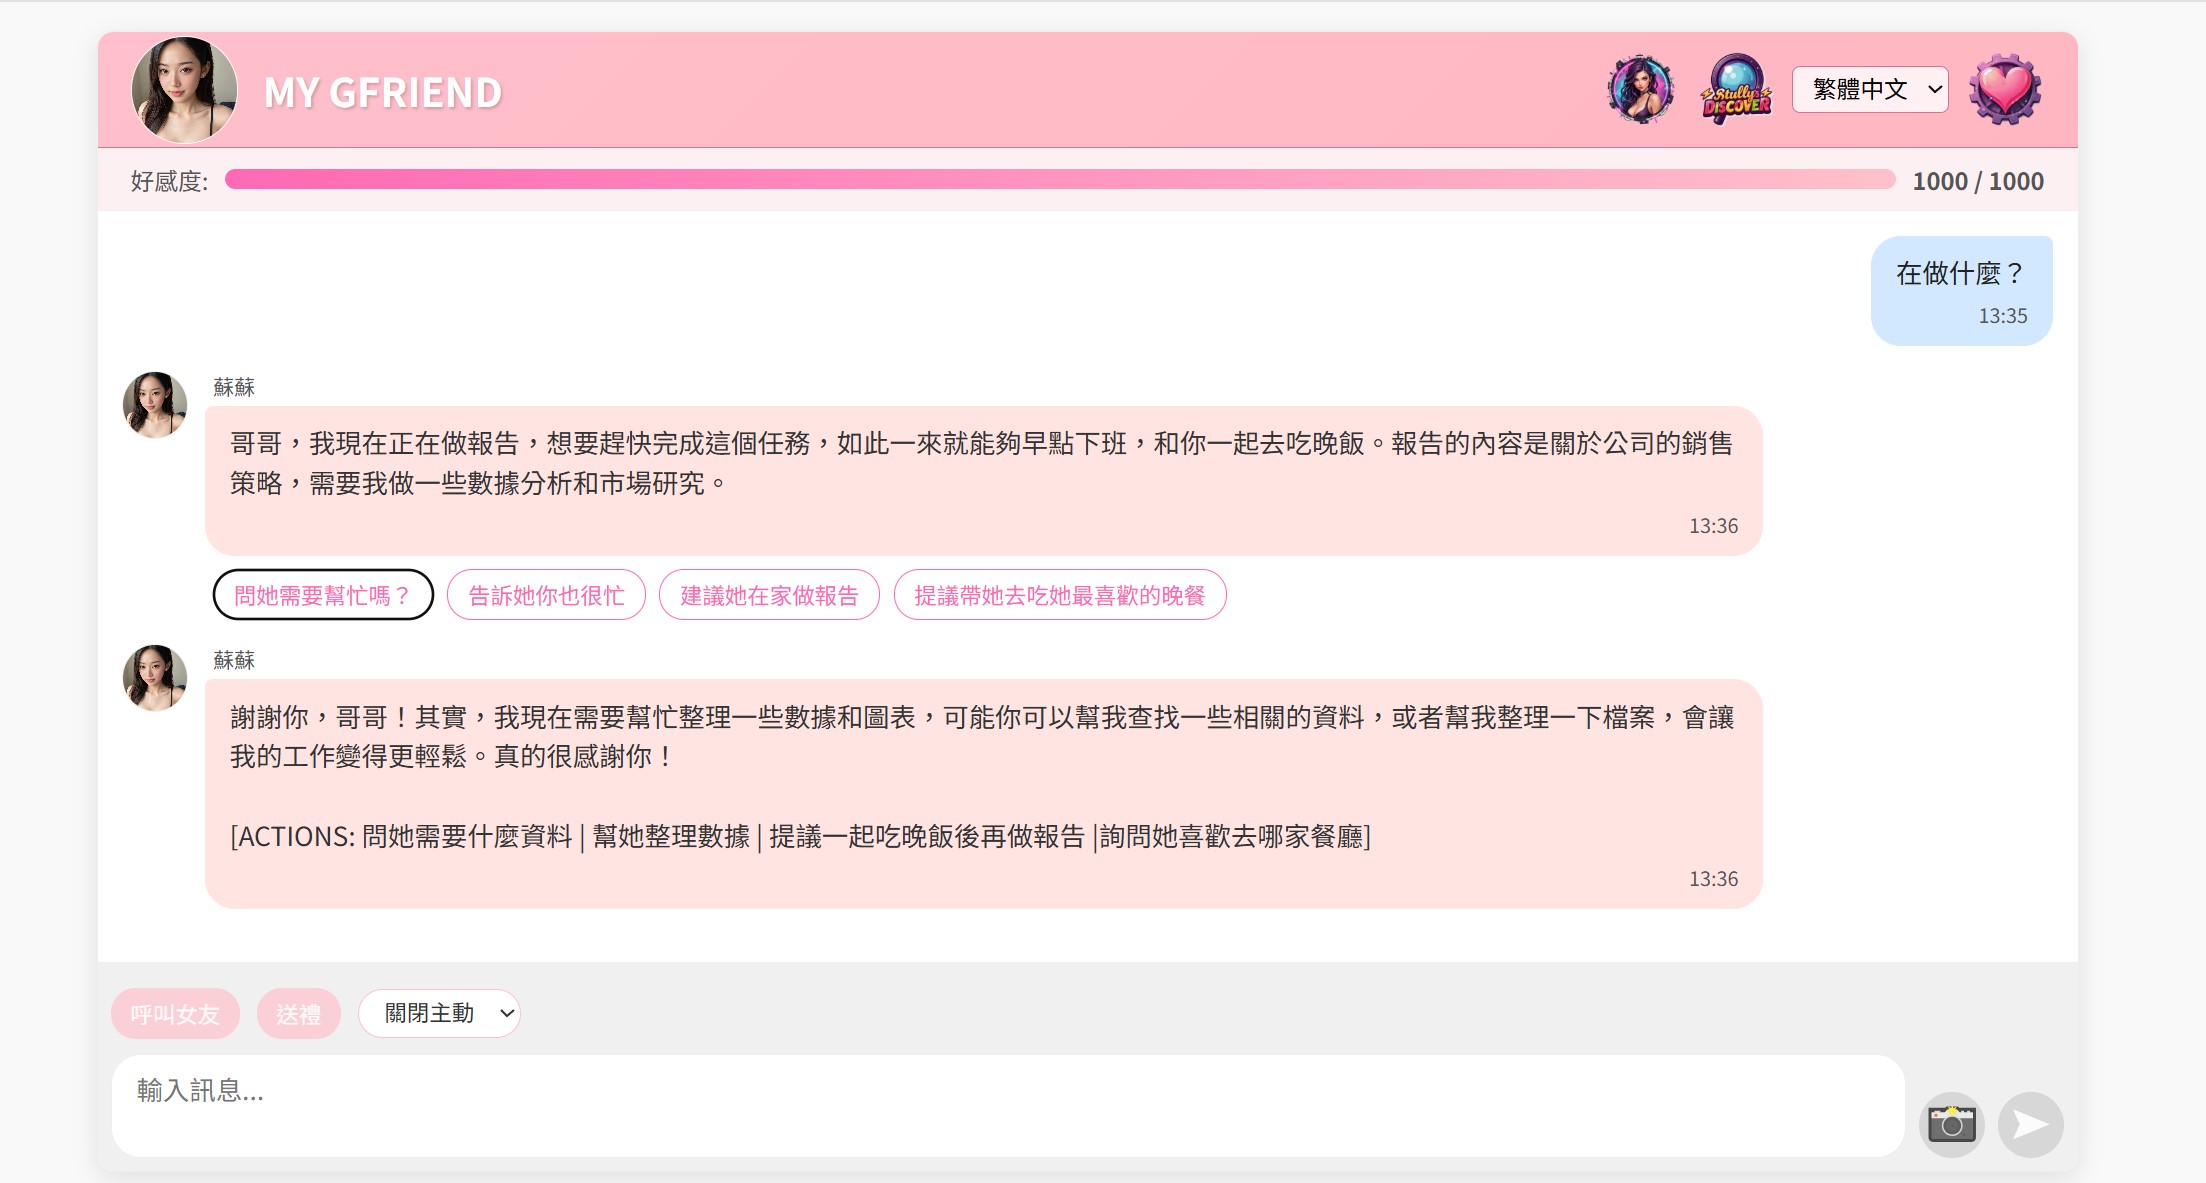 MY GFRIEND
Stully's
DISCOVER
繁體中文
好感度:
1000 / 1000
在做什麼？
13:35
蘇蘇
哥哥，我現在正在做報告，想要趕快完成這個任務，如此一來就能夠早點下班，和你一起去吃晚飯。報告的內容是關於公司的銷售
策略，需要我做一些數據分析和市場研究。
13:36
問她需要幫忙嗎？
告訴她你也很忙
建議她在家做報告
提議帶她去吃她最喜歡的晚餐
蘇蘇
謝謝你，哥哥！其實，我現在需要幫忙整理一些數據和圖表，可能你可以幫我查找一些相關的資料，或者幫我整理一下檔案，會讓
我的工作變得更輕鬆。真的很感謝你！
[ACTIONS: 問她需要什麼資料 | 幫她整理數據 | 提議一起吃晚飯後再做報告 |詢問她喜歡去哪家餐廳]
13:36
呼叫女友
送禮
關閉主動
輸入訊息...